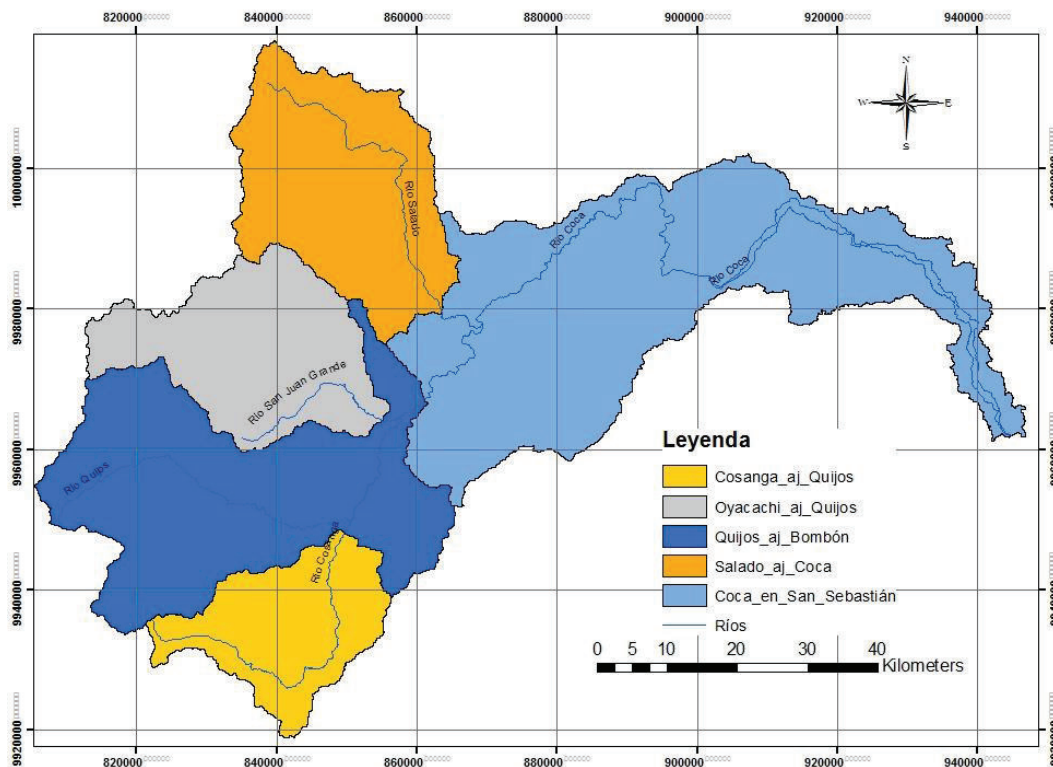 820000 840000 860000 880000 900000 920000 940000
N
W E
S
10000000
9980000
9960000
9940000
9920000
Río Salado
Río Coca
Río Coca
Río San Juan Grande
Río Quijos
Río Cosanga
Leyenda
Cosanga_aj_Quijos
Oyacachi_aj_Quijos
Quijos_aj_Bombón
Salado_aj_Coca
Coca_en_San_Sebastián
Ríos
0 5 10 20 30 40
Kilometers
820000 840000 860000 880000 900000 920000 940000